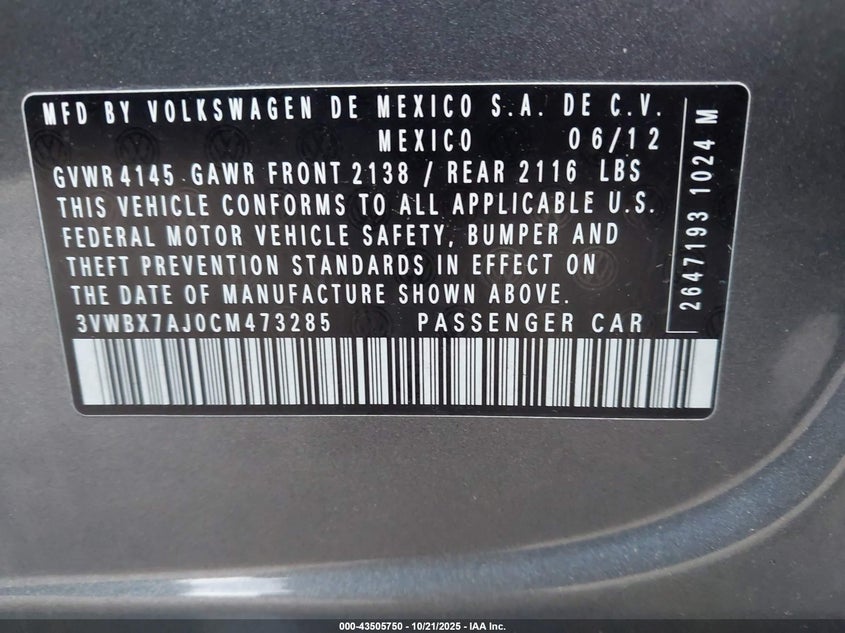 MFD BY VOLKSWAGEN DE MEXICO S.A. DE C.V.
MEXICO 06/12
GVWR 4145 GAWR FRONT 2138 / REAR 2116 LBS
THIS VEHICLE CONFORMS TO ALL APPLICABLE U.S.
FEDERAL MOTOR VEHICLE SAFETY, BUMPER AND
THEFT PREVENTION STANDARDS IN EFFECT ON
THE DATE OF MANUFACTURE SHOWN ABOVE.
3VWBX7AJ0CM473285 PASSENGER CAR
2647193 1024 M
000-43505750 - 10/21/2025 - IAA Inc.